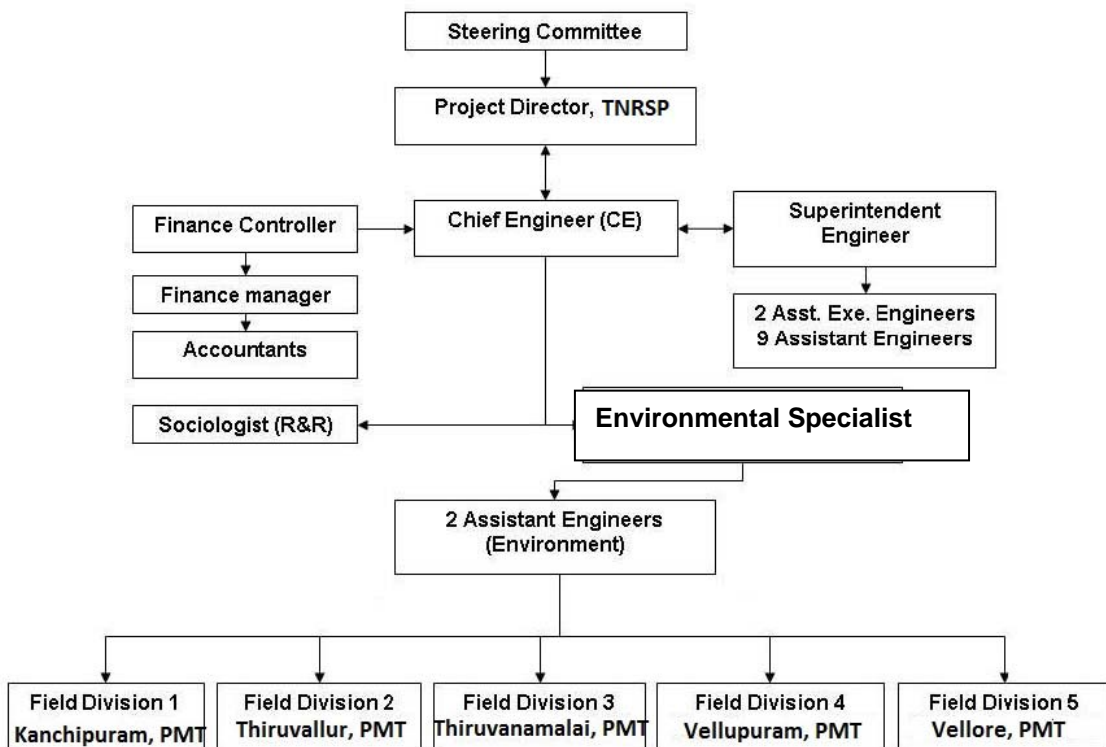 Steering Committee
Project Director, TNRSP
Finance Controller
Chief Engineer (CE)
Superintendent
Engineer
Finance manager
2 Asst. Exe. Engineers
9 Assistant Engineers
Accountants
Sociologist (R&R)
Environmental Specialist
2 Assistant Engineers
(Environment)
Field Division 1
Kanchipuram, PMT
Field Division 2
Thiruvallur, PMT
Field Division 3
Thiruvanamalai, PMT
Field Division 4
Vellupuram, PMT
Field Division 5
Vellore, PMT